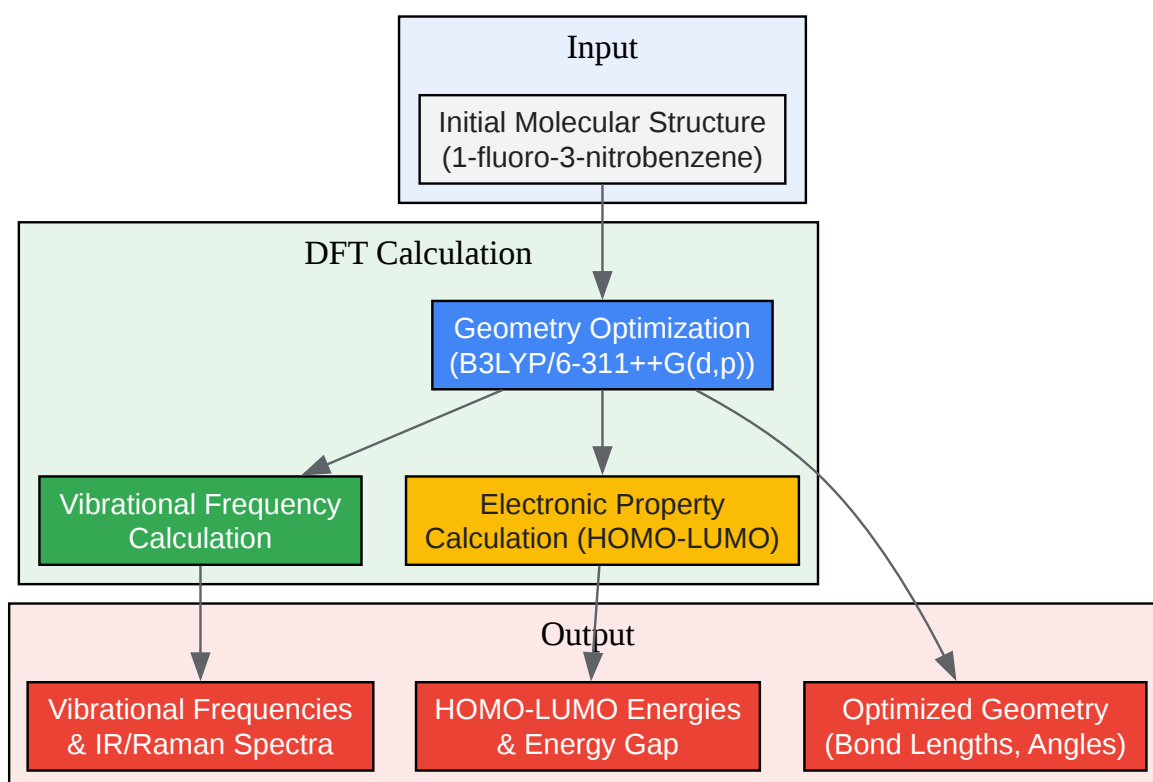 Input
Initial Molecular Structure
(1-fluoro-3-nitrobenzene)
DFT Calculation
Geometry Optimization
(B3LYP/6-311++G(d,p))
Vibrational Frequency
Calculation
Electronic Property
Calculation (HOMO-LUMO)
Output
Vibrational Frequencies
& IR/Raman Spectra
HOMO-LUMO Energies
& Energy Gap
Optimized Geometry
(Bond Lengths, Angles)